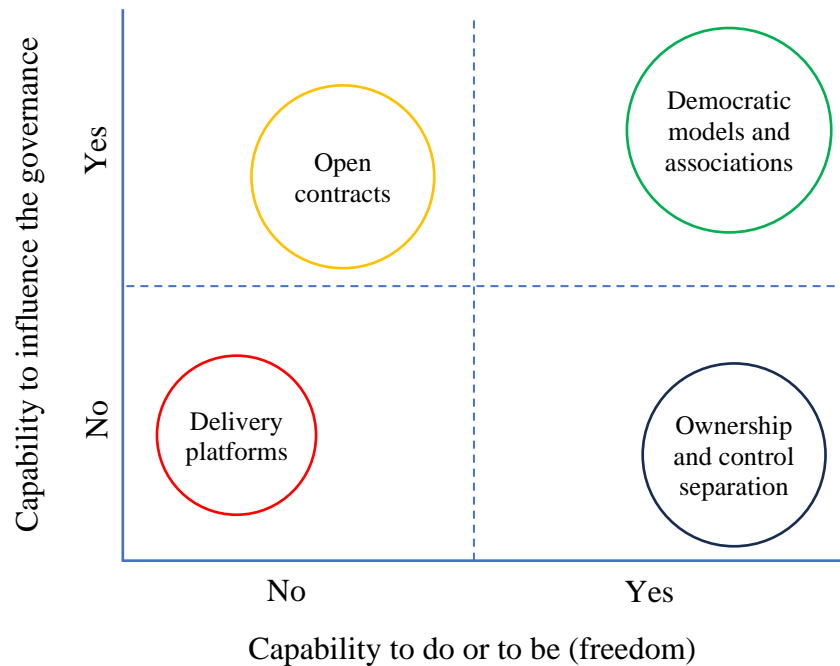 Capability to influence the governance
Yes
No
Open
contracts
Democratic
models and
associations
Delivery
platforms
Ownership
and control
separation
No
Yes
Capability to do or to be (freedom)